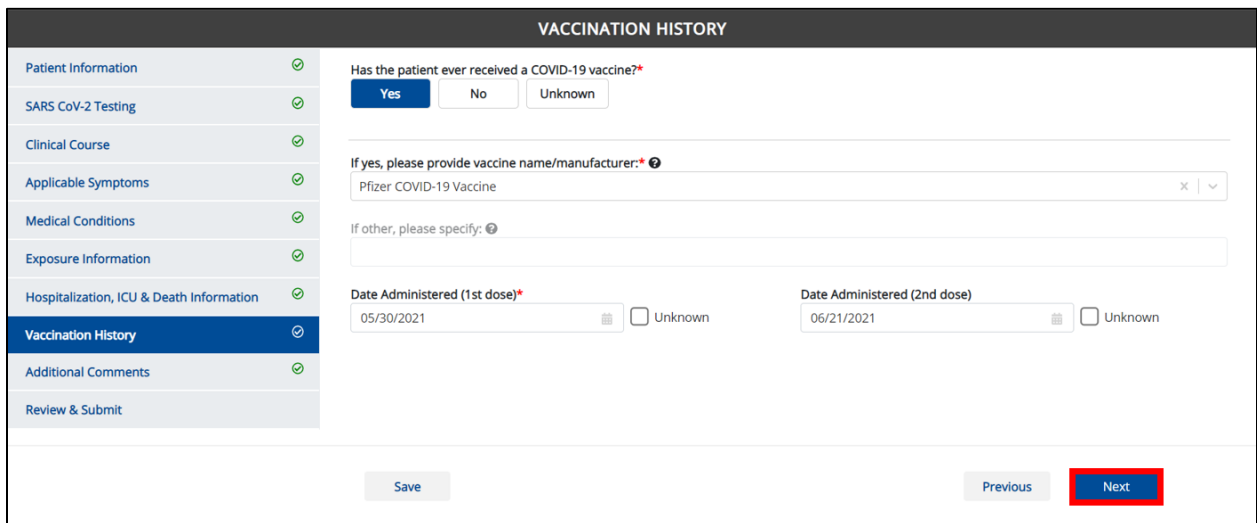 VACCINATION HISTORY
Patient Information
SARS CoV-2 Testing
Clinical Course
Applicable Symptoms
Medical Conditions
Exposure Information
Hospitalization, ICU & Death Information
Vaccination History
Additional Comments
Review & Submit
Has the patient ever received a COVID-19 vaccine?*
Yes No Unknown
If yes, please provide vaccine name/manufacturer:* ?
Pfizer COVID-19 Vaccine
If other, please specify: ?
Date Administered (1st dose)* Date Administered (2nd dose)
05/30/2021 Unknown 06/21/2021 Unknown
Save Previous Next